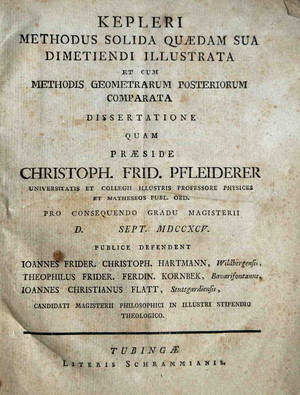 KEPLERI
METHODUS SOLIDA QUÆDAM SUA
DIMETIENDI ILLUSTRATA
ET CUM
METHODIS GEOMETRARUM POSTERIORUM
COMPARATA
DISSERTATIONE
QUAM
PRÆSIDE
CHRISTOPH. FRID. PFLEIDERER
UNIVERSITATIS ET COLLEGII ILLUSTRIS PROFESSORE PHYSICES
ET MATHESEOS PUBL. ORD.
PRO CONSEQUENDO GRADU MAGISTERII
D. SEPT. MDCCXCV.
PUBLICE DEFENDENT
IOANNES FRIDER. CHRISTOPH. HARTMANN, Wildbergensis,
THEOPHILUS FRIDER. FERDIN. KORNBEK, Bavarifontanus,
IOANNES CHRISTIANUS FLATT, Stuttgardiensis,
CANDIDATI MAGISTERII PHILOSOPHICI IN ILLUSTRI STIPENDIO
THEOLOGICO.
TUBINGÆ
LITERIS SCHRAMMIANIS.